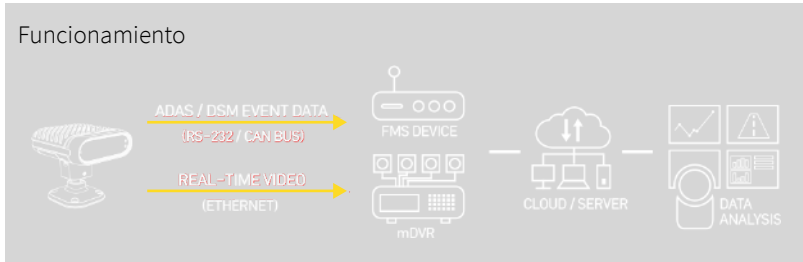 Funcionamiento
ADAS / DSM EVENT DATA
(RS-232 / CAN BUS)
FMS DEVICE
REAL-TIME VIDEO
(ETHERNET)
mDVR
CLOUD / SERVER
DATA
ANALYSIS